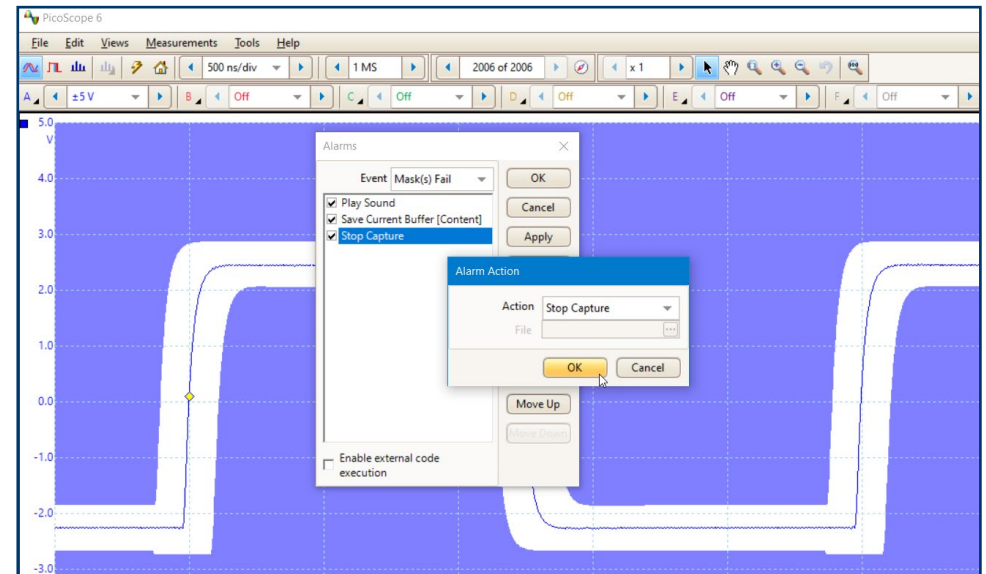 PicoScope 6
File Edit Views Measurements Tools Help
500 ns/div 1 MS 2006 of 2006 x 1
A ±5 V B Off C Off D Off E Off F Off
5.0
V
4.0
3.0
2.0
1.0
0.0
-1.0
-2.0
-3.0
Alarms
Event Mask(s) Fail OK
Play Sound
Save Current Buffer [Content] Cancel
Stop Capture Apply
Alarm Action
Action Stop Capture
File ...
OK Cancel
Move Up
Move Down
Enable external code
execution